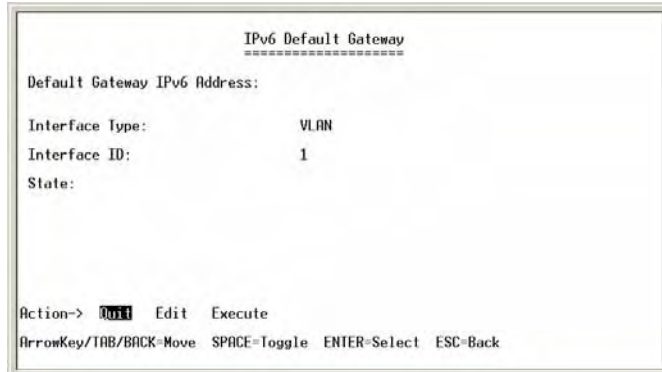 IPv6 Default Gateway
====================
Default Gateway IPv6 Address:
Interface Type: VLAN
Interface ID: 1
State:
Action-> Quit Edit Execute
ArrowKey/TAB/BACK=Move SPACE=Toggle ENTER=Select ESC=Back